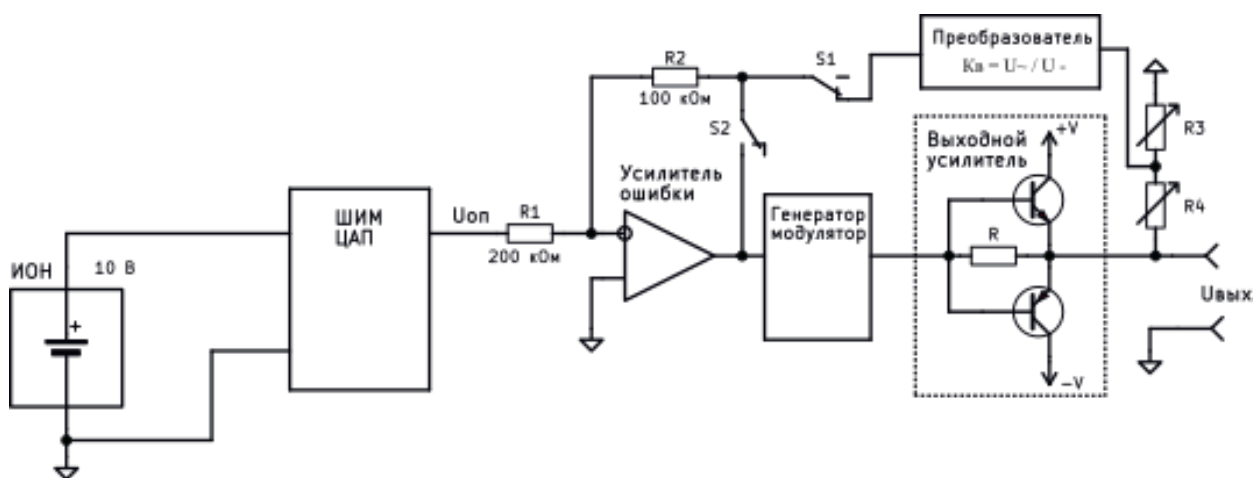 Преобразователь
Кв = U~ / U -
S1
R2
100 кОм
S2
R3
+V
Выходной
усилитель
Усилитель
ошибки
ШИМ
ЦАП
Uоп
R1
200 кОм
Генератор
модулятор
R
R4
ИОН
10 В
+
Uвых
-V